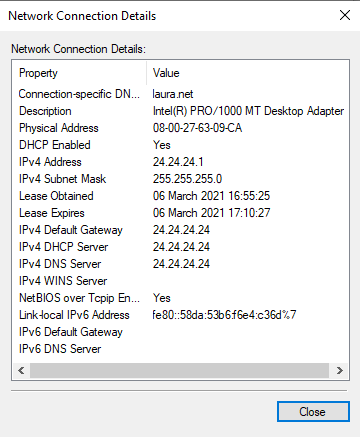 Network Connection Details
Network Connection Details:
Property Value
Connection-specific DN... laura.net
Description Intel(R) PRO/1000 MT Desktop Adapter
Physical Address 08-00-27-63-09-CA
DHCP Enabled Yes
IPv4 Address 24.24.24.1
IPv4 Subnet Mask 255.255.255.0
Lease Obtained 06 March 2021 16:55:25
Lease Expires 06 March 2021 17:10:27
IPv4 Default Gateway 24.24.24.24
IPv4 DHCP Server 24.24.24.24
IPv4 DNS Server 24.24.24.24
IPv4 WINS Server
NetBIOS over Tcpip En... Yes
Link-local IPv6 Address fe80::58da:53b6:f6e4:c36d%7
IPv6 Default Gateway
IPv6 DNS Server
Close